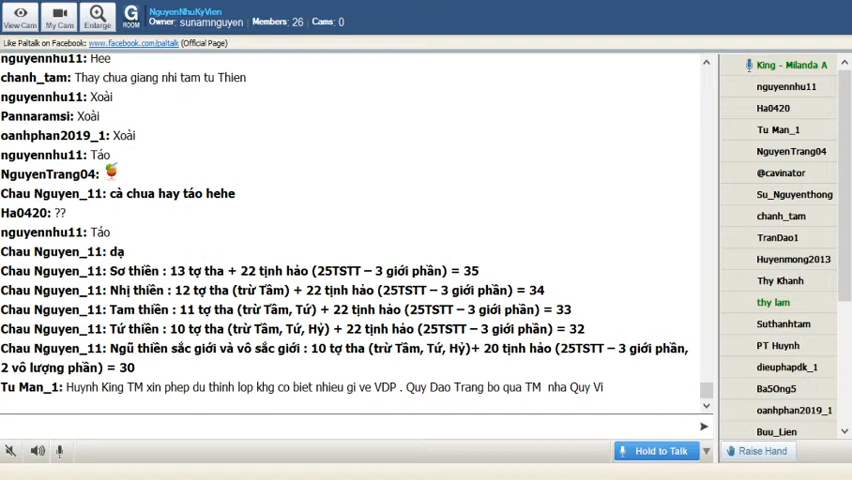 View Cam
My Cam
Enlarge
G
ROOM
NguyenNhuKyVien
Owner: sunamnguyen Members: 26 Cams: 0
Like Paltalk on Facebook: www.facebook.com/paltalk (Official Page)
nguyennhu11: Hee
chanh_tam: Thay chua giang nhi tam tu Thien
nguyennhu11: Xoài
Pannaramsi: Xoài
oanhphan2019_1: Xoài
nguyennhu11: Táo
NguyenTrang04:
Chau Nguyen_11: cà chua hay táo hehe
Ha0420: ??
nguyennhu11: Táo
Chau Nguyen_11: dạ
Chau Nguyen_11: Sơ thiền : 13 tợ tha + 22 tịnh hảo (25TSTT – 3 giới phần) = 35
Chau Nguyen_11: Nhị thiền : 12 tợ tha (trừ Tầm) + 22 tịnh hảo (25TSTT – 3 giới phần) = 34
Chau Nguyen_11: Tam thiền : 11 tợ tha (trừ Tầm, Tứ) + 22 tịnh hảo (25TSTT – 3 giới phần) = 33
Chau Nguyen_11: Tứ thiền : 10 tợ tha (trừ Tầm, Tứ, Hỷ) + 22 tịnh hảo (25TSTT – 3 giới phần) = 32
Chau Nguyen_11: Ngũ thiền sắc giới và vô sắc giới : 10 tợ tha (trừ Tầm, Tứ, Hỷ)+ 20 tịnh hảo (25TSTT – 3 giới phần,
2 vô lượng phần) = 30
Tu Man_1: Huynh King TM xin phep du thinh lop khg co biet nhieu gi ve VDP . Quy Dao Trang bo qua TM nha Quy Vi
Hold to Talk
King - Milanda A
nguyennhu11
Ha0420
Tu Man_1
NguyenTrang04
@cavinator
Su_Nguyenthong
chanh_tam
TranDao1
Huyenmong2013
Thy Khanh
thy lam
Suthanhtam
PT Huynh
dieuphapdk_1
Ba5Ong5
oanhphan2019_1
Buu_Lien
Raise Hand